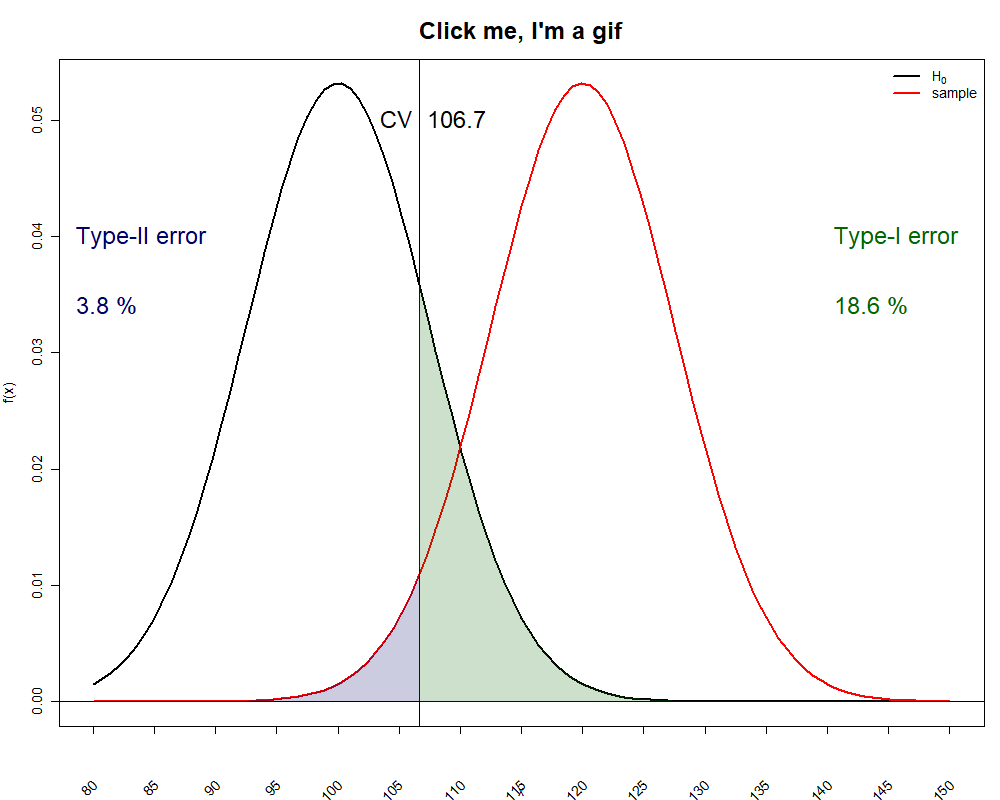 Click me, I'm a gif
H₀
sample
CV 106.7
Type-II error
3.8 %
Type-I error
18.6 %
f(x)
0.05
0.04
0.03
0.02
0.01
0.00
80 85 90 95 100 105 110 115 120 125 130 135 140 145 150